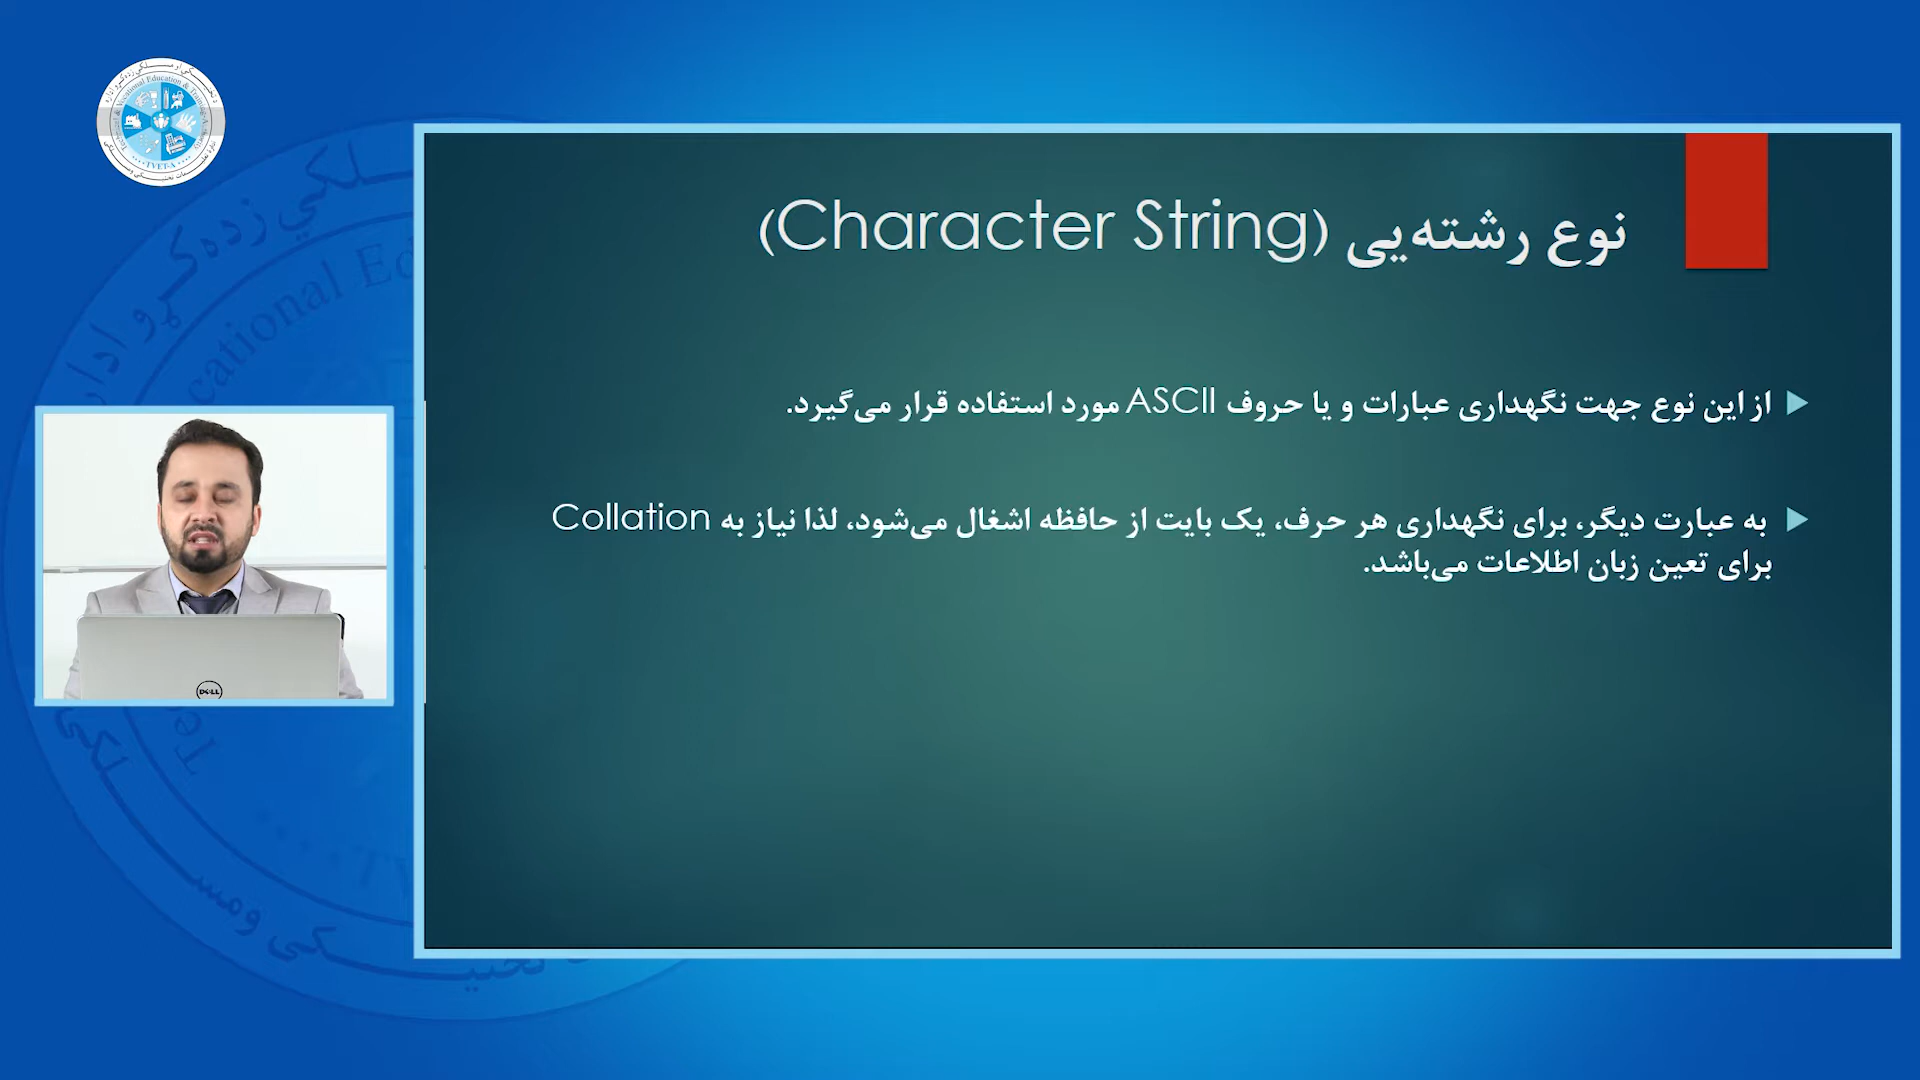 نوع رشته‌یی (Character String)
از این نوع جهت نگهداری عبارات و یا حروف ASCII مورد استفاده قرار می‌گیرد.
به عبارت دیگر، برای نگهداری هر حرف، یک بایت از حافظه اشغال می‌شود، لذا نیاز به Collation
برای تعین زبان اطلاعات می‌باشد.
TVET-A
DELL